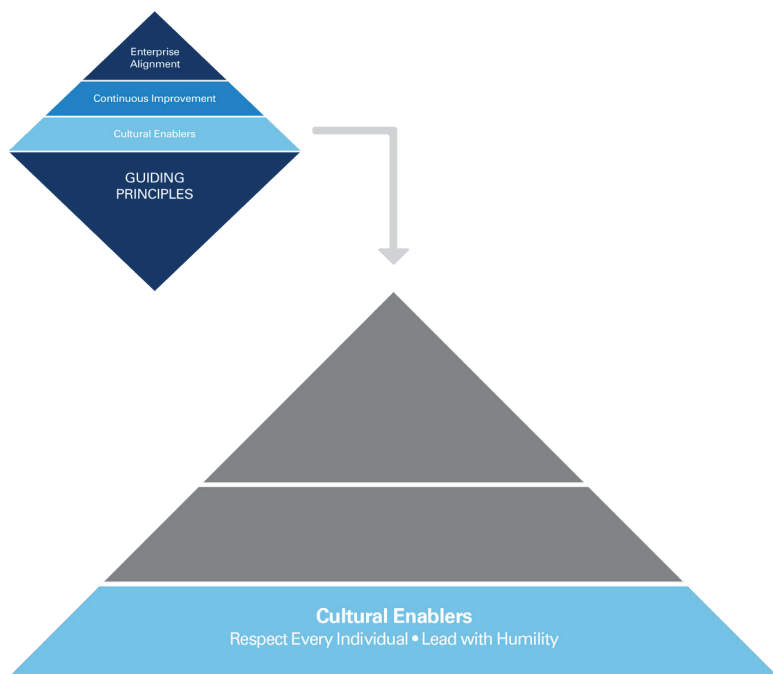 Enterprise
Alignment
Continuous Improvement
Cultural Enablers
GUIDING
PRINCIPLES
Cultural Enablers
Respect Every Individual • Lead with Humility